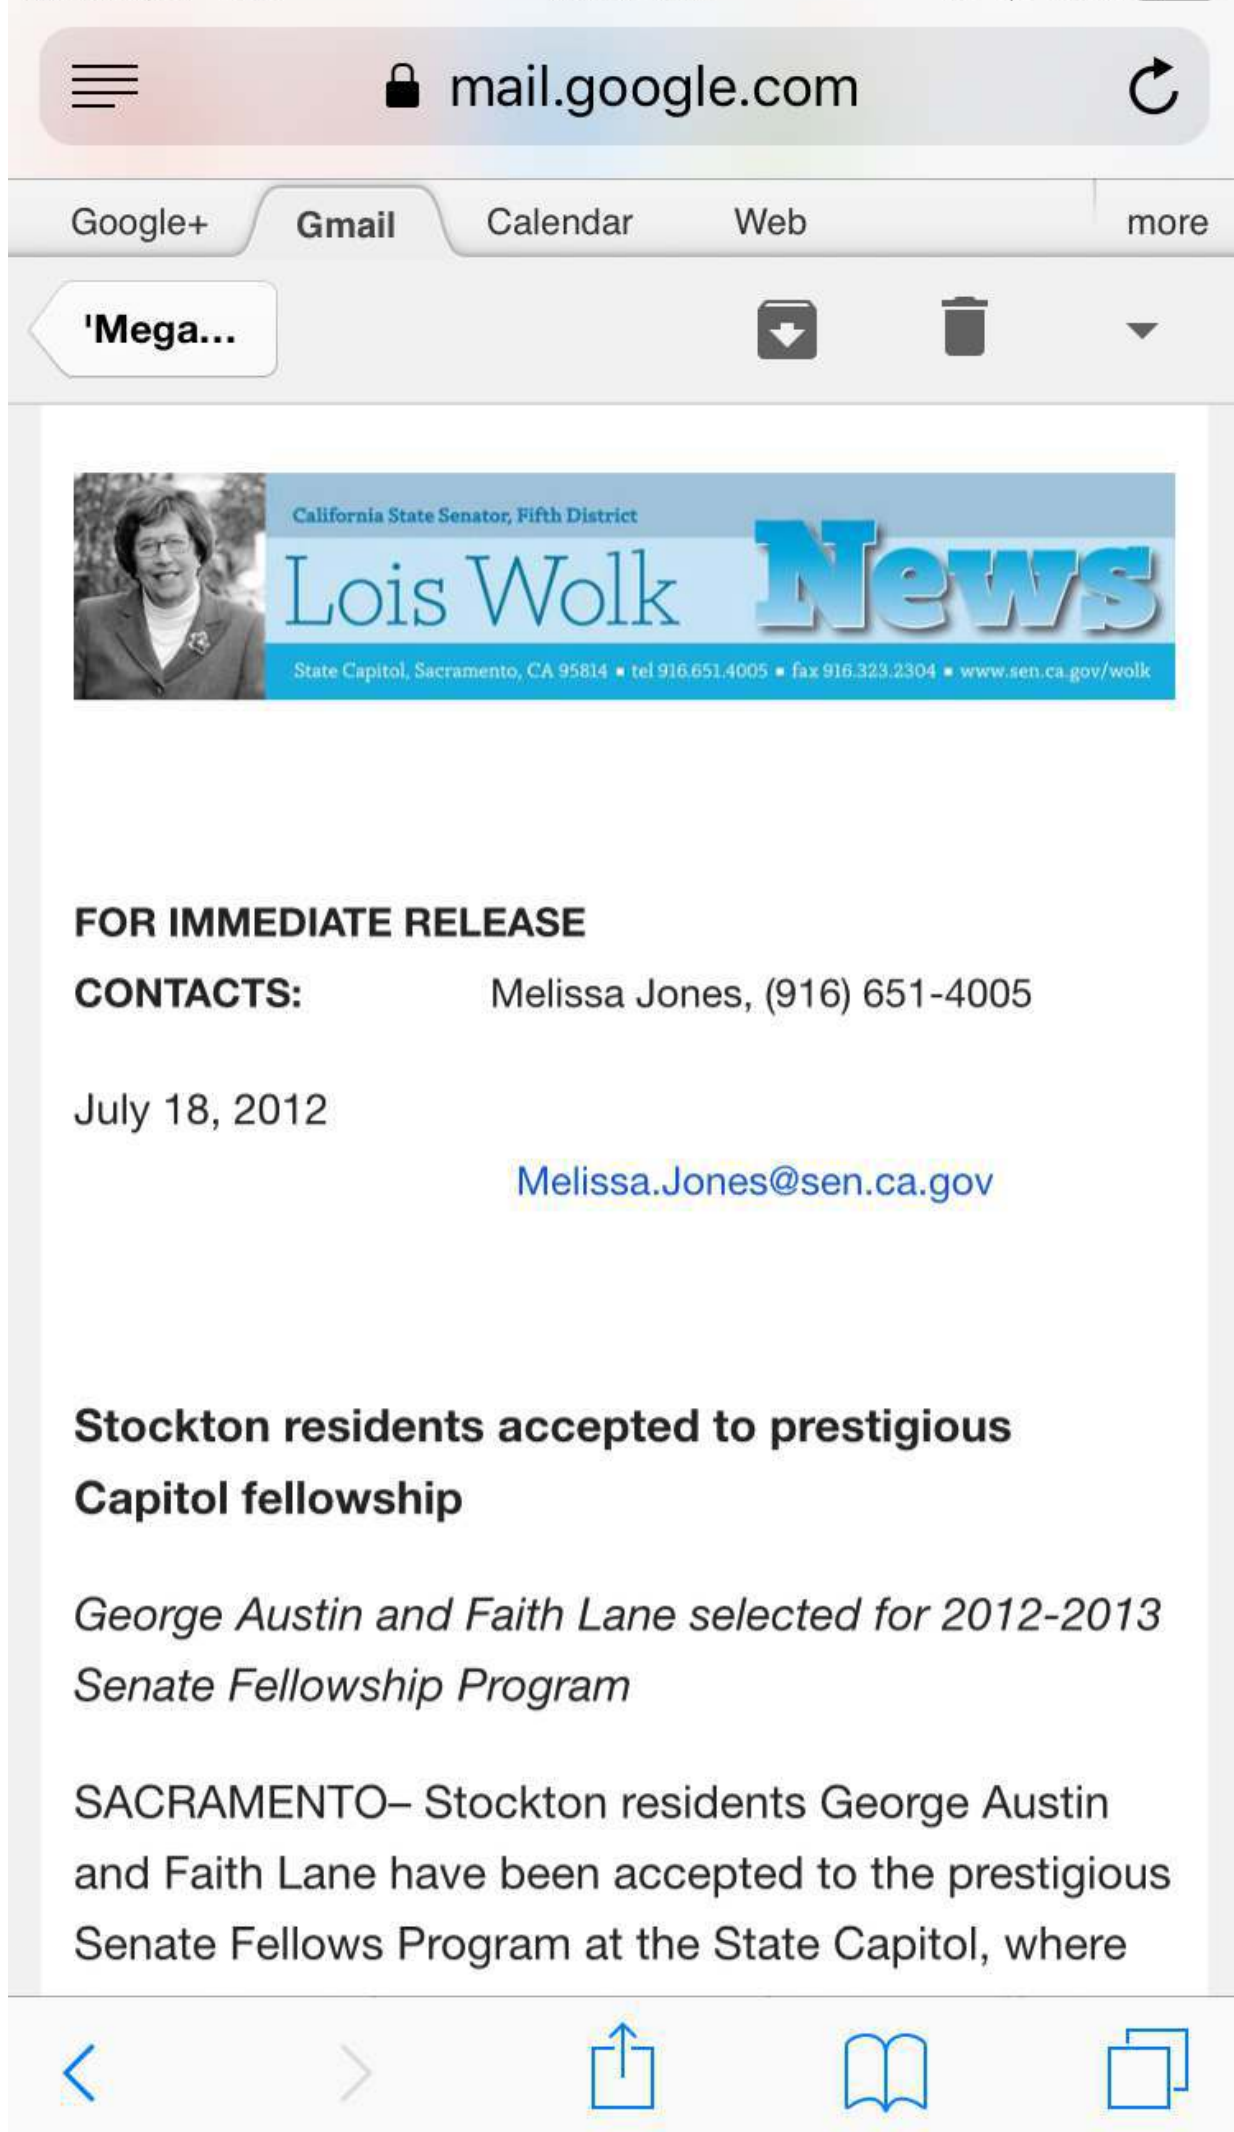 mail.google.com
Google+ Gmail Calendar Web more
'Mega...
California State Senator, Fifth District
Lois Wolk News
State Capitol, Sacramento, CA 95814 ▪ tel 916.651.4005 ▪ fax 916.323.2304 ▪ www.sen.ca.gov/wolk
FOR IMMEDIATE RELEASE
CONTACTS: Melissa Jones, (916) 651-4005
July 18, 2012
Melissa.Jones@sen.ca.gov
Stockton residents accepted to prestigious
Capitol fellowship
George Austin and Faith Lane selected for 2012-2013
Senate Fellowship Program
SACRAMENTO– Stockton residents George Austin
and Faith Lane have been accepted to the prestigious
Senate Fellows Program at the State Capitol, where